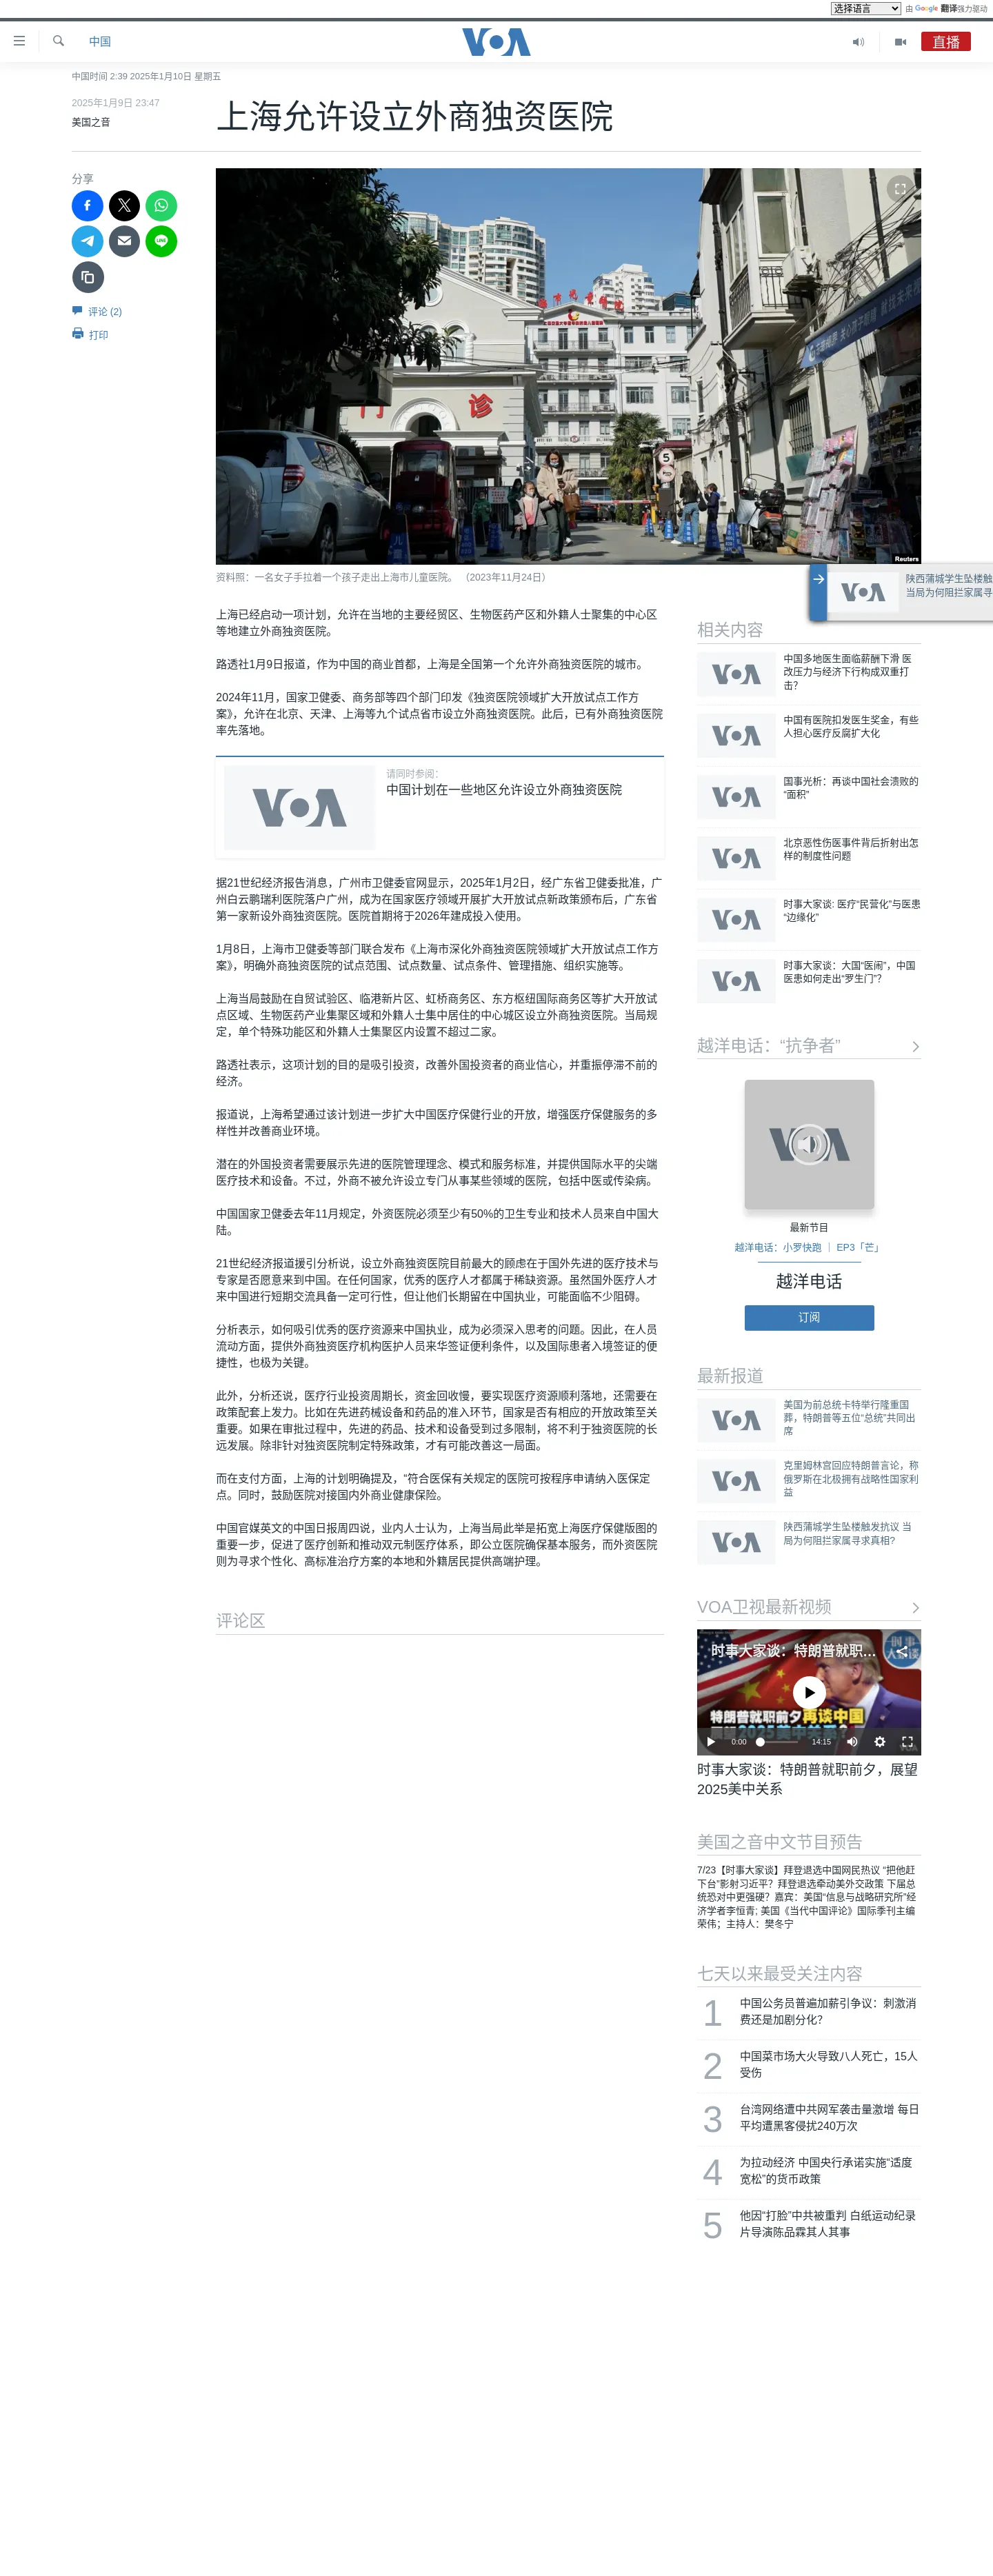 选择语言 由 Google 翻译强力驱动
中国
VOA
直播
中国时间 2:39 2025年1月10日 星期五
2025年1月9日 23:47
美国之音
上海允许设立外商独资医院
分享
评论 (2)
打印
门 诊
5
Reuters
资料照：一名女子手拉着一个孩子走出上海市儿童医院。 （2023年11月24日）
陕西蒲城学生坠楼触
当局为何阻拦家属寻
上海已经启动一项计划，允许在当地的主要经贸区、生物医药产区和外籍人士聚集的中心区
等地建立外商独资医院。
路透社1月9日报道，作为中国的商业首都，上海是全国第一个允许外商独资医院的城市。
2024年11月，国家卫健委、商务部等四个部门印发《独资医院领域扩大开放试点工作方
案》，允许在北京、天津、上海等九个试点省市设立外商独资医院。此后，已有外商独资医院
率先落地。
VOA
请同时参阅：
中国计划在一些地区允许设立外商独资医院
据21世纪经济报告消息，广州市卫健委官网显示，2025年1月2日，经广东省卫健委批准，广
州白云鹏瑞利医院落户广州，成为在国家医疗领域开展扩大开放试点新政策颁布后，广东省
第一家新设外商独资医院。医院首期将于2026年建成投入使用。
1月8日，上海市卫健委等部门联合发布《上海市深化外商独资医院领域扩大开放试点工作方
案》，明确外商独资医院的试点范围、试点数量、试点条件、管理措施、组织实施等。
上海当局鼓励在自贸试验区、临港新片区、虹桥商务区、东方枢纽国际商务区等扩大开放试
点区域、生物医药产业集聚区域和外籍人士集中居住的中心城区设立外商独资医院。当局规
定，单个特殊功能区和外籍人士集聚区内设置不超过二家。
路透社表示，这项计划的目的是吸引投资，改善外国投资者的商业信心，并重振停滞不前的
经济。
报道说，上海希望通过该计划进一步扩大中国医疗保健行业的开放，增强医疗保健服务的多
样性并改善商业环境。
潜在的外国投资者需要展示先进的医院管理理念、模式和服务标准，并提供国际水平的尖端
医疗技术和设备。不过，外商不被允许设立专门从事某些领域的医院，包括中医或传染病。
中国国家卫健委去年11月规定，外资医院必须至少有50%的卫生专业和技术人员来自中国大
陆。
21世纪经济报道援引分析说，设立外商独资医院目前最大的顾虑在于国外先进的医疗技术与
专家是否愿意来到中国。在任何国家，优秀的医疗人才都属于稀缺资源。虽然国外医疗人才
来中国进行短期交流具备一定可行性，但让他们长期留在中国执业，可能面临不少阻碍。
分析表示，如何吸引优秀的医疗资源来中国执业，成为必须深入思考的问题。因此，在人员
流动方面，提供外商独资医疗机构医护人员来华签证便利条件，以及国际患者入境签证的便
捷性，也极为关键。
此外，分析还说，医疗行业投资周期长，资金回收慢，要实现医疗资源顺利落地，还需要在
政策配套上发力。比如在先进药械设备和药品的准入环节，国家是否有相应的开放政策至关
重要。如果在审批过程中，先进的药品、技术和设备受到过多限制，将不利于独资医院的长
远发展。除非针对独资医院制定特殊政策，才有可能改善这一局面。
而在支付方面，上海的计划明确提及，“符合医保有关规定的医院可按程序申请纳入医保定
点。同时，鼓励医院对接国内外商业健康保险。
中国官媒英文的中国日报周四说，业内人士认为，上海当局此举是拓宽上海医疗保健版图的
重要一步，促进了医疗创新和推动双元制医疗体系，即公立医院确保基本服务，而外资医院
则为寻求个性化、高标准治疗方案的本地和外籍居民提供高端护理。
评论区
相关内容
中国多地医生面临薪酬下滑 医
改压力与经济下行构成双重打
击？
中国有医院扣发医生奖金，有些
人担心医疗反腐扩大化
国事光析：再谈中国社会溃败的
“面积”
北京恶性伤医事件背后折射出怎
样的制度性问题
时事大家谈: 医疗“民营化”与医患
“边缘化”
时事大家谈：大国“医闹”，中国
医患如何走出“罗生门”？
越洋电话：“抗争者”
VOA
最新节目
越洋电话：小罗快跑 ｜ EP3「芒」
越洋电话
订阅
最新报道
美国为前总统卡特举行隆重国
葬，特朗普等五位“总统”共同出
席
克里姆林宫回应特朗普言论，称
俄罗斯在北极拥有战略性国家利
益
陕西蒲城学生坠楼触发抗议 当
局为何阻拦家属寻求真相?
VOA卫视最新视频
时事大家谈：特朗普就职...
特朗普就职前夕再谈中国
0:00 14:15
时事大家谈：特朗普就职前夕，展望
2025美中关系
美国之音中文节目预告
7/23【时事大家谈】拜登退选中国网民热议 “把他赶
下台”影射习近平？拜登退选牵动美外交政策 下届总
统恐对中更强硬？嘉宾：美国“信息与战略研究所”经
济学者李恒青; 美国《当代中国评论》国际季刊主编
荣伟；主持人：樊冬宁
七天以来最受关注内容
1 中国公务员普遍加薪引争议：刺激消
费还是加剧分化？
2 中国菜市场大火导致八人死亡，15人
受伤
3 台湾网络遭中共网军袭击量激增 每日
平均遭黑客侵扰240万次
4 为拉动经济 中国央行承诺实施“适度
宽松”的货币政策
5 他因“打脸”中共被重判 白纸运动纪录
片导演陈品霖其人其事